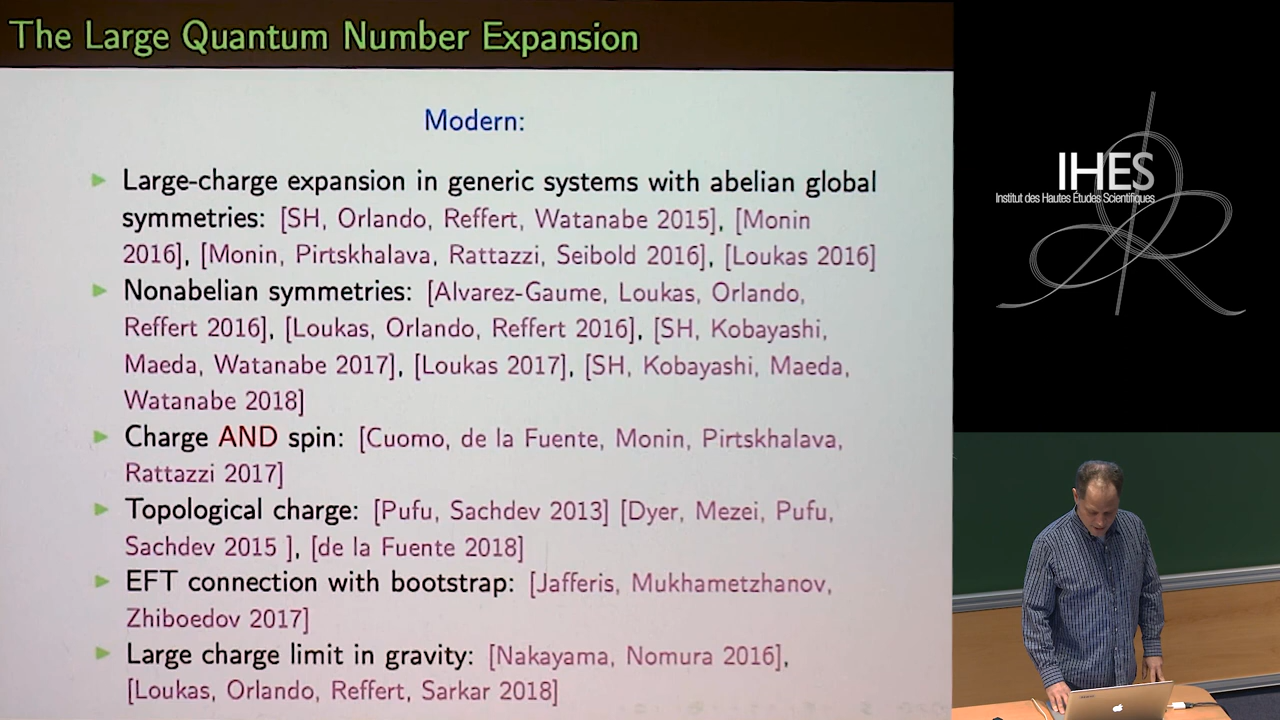 The Large Quantum Number Expansion
Modern:
Large-charge expansion in generic systems with abelian global
symmetries: [SH, Orlando, Reffert, Watanabe 2015], [Monin
2016], [Monin, Pirtskhalava, Rattazzi, Seibold 2016], [Loukas 2016]
Nonabelian symmetries: [Alvarez-Gaume, Loukas, Orlando,
Reffert 2016], [Loukas, Orlando, Reffert 2016], [SH, Kobayashi,
Maeda, Watanabe 2017], [Loukas 2017], [SH, Kobayashi, Maeda,
Watanabe 2018]
Charge AND spin: [Cuomo, de la Fuente, Monin, Pirtskhalava,
Rattazzi 2017]
Topological charge: [Pufu, Sachdev 2013] [Dyer, Mezei, Pufu,
Sachdev 2015 ], [de la Fuente 2018]
EFT connection with bootstrap: [Jafferis, Mukhametzhanov,
Zhiboedov 2017]
Large charge limit in gravity: [Nakayama, Nomura 2016],
[Loukas, Orlando, Reffert, Sarkar 2018]
IHES
Institut des Hautes Études Scientifiques